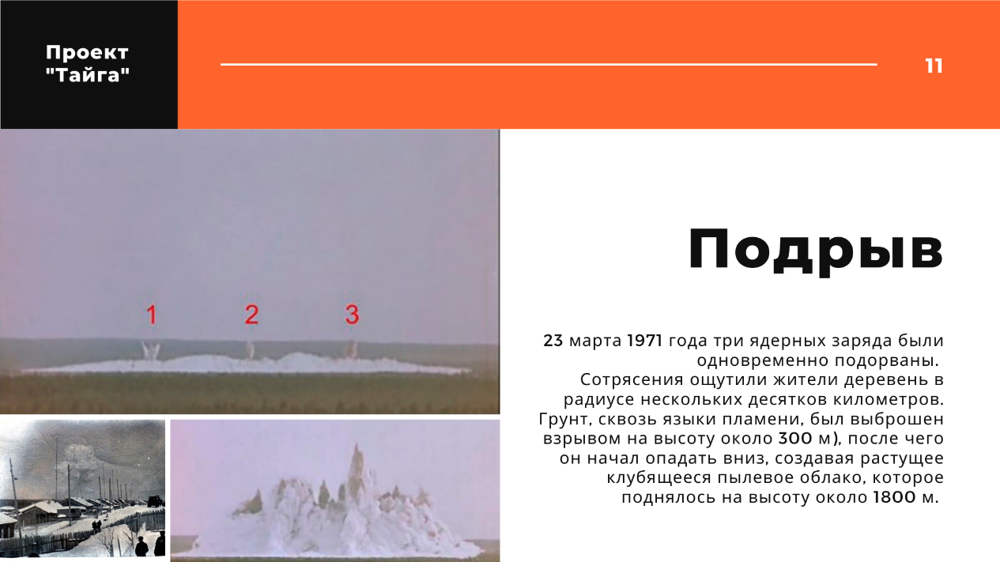 Проект
"Тайга"
11
1 2 3
Подрыв
23 марта 1971 года три ядерных заряда были
одновременно подорваны.
Сотрясения ощутили жители деревень в
радиусе нескольких десятков километров.
Грунт, сквозь языки пламени, был выброшен
взрывом на высоту около 300 м), после чего
он начал опадать вниз, создавая растущее
клубящееся пылевое облако, которое
поднялось на высоту около 1800 м.